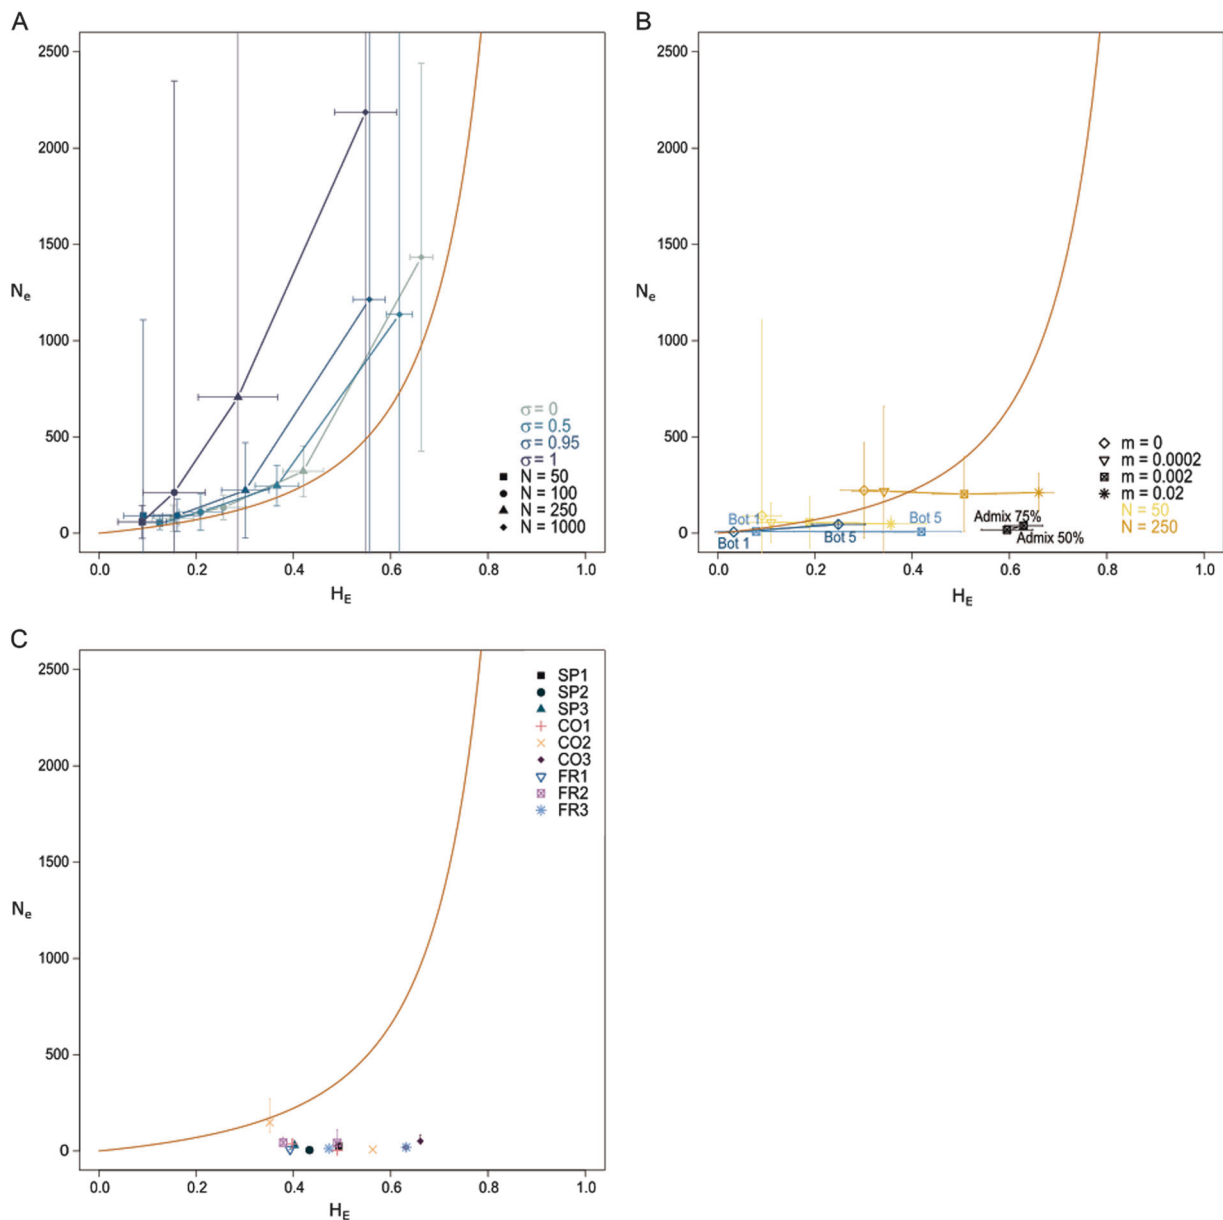 A
2500
2000
1500
Nₑ
1000
500
0
0.0 0.2 0.4 0.6 0.8 1.0
H_E
σ = 0
σ = 0.5
σ = 0.95
σ = 1
N = 50
N = 100
N = 250
N = 1000
B
2500
2000
1500
Nₑ
1000
500
0
0.0 0.2 0.4 0.6 0.8 1.0
H_E
Bot 1
Bot 1
Bot 5
Bot 5
Admix 75%
Admix 50%
m = 0
m = 0.0002
m = 0.002
m = 0.02
N = 50
N = 250
C
2500
2000
1500
Nₑ
1000
500
0
0.0 0.2 0.4 0.6 0.8 1.0
H_E
SP1
SP2
SP3
CO1
CO2
CO3
FR1
FR2
FR3